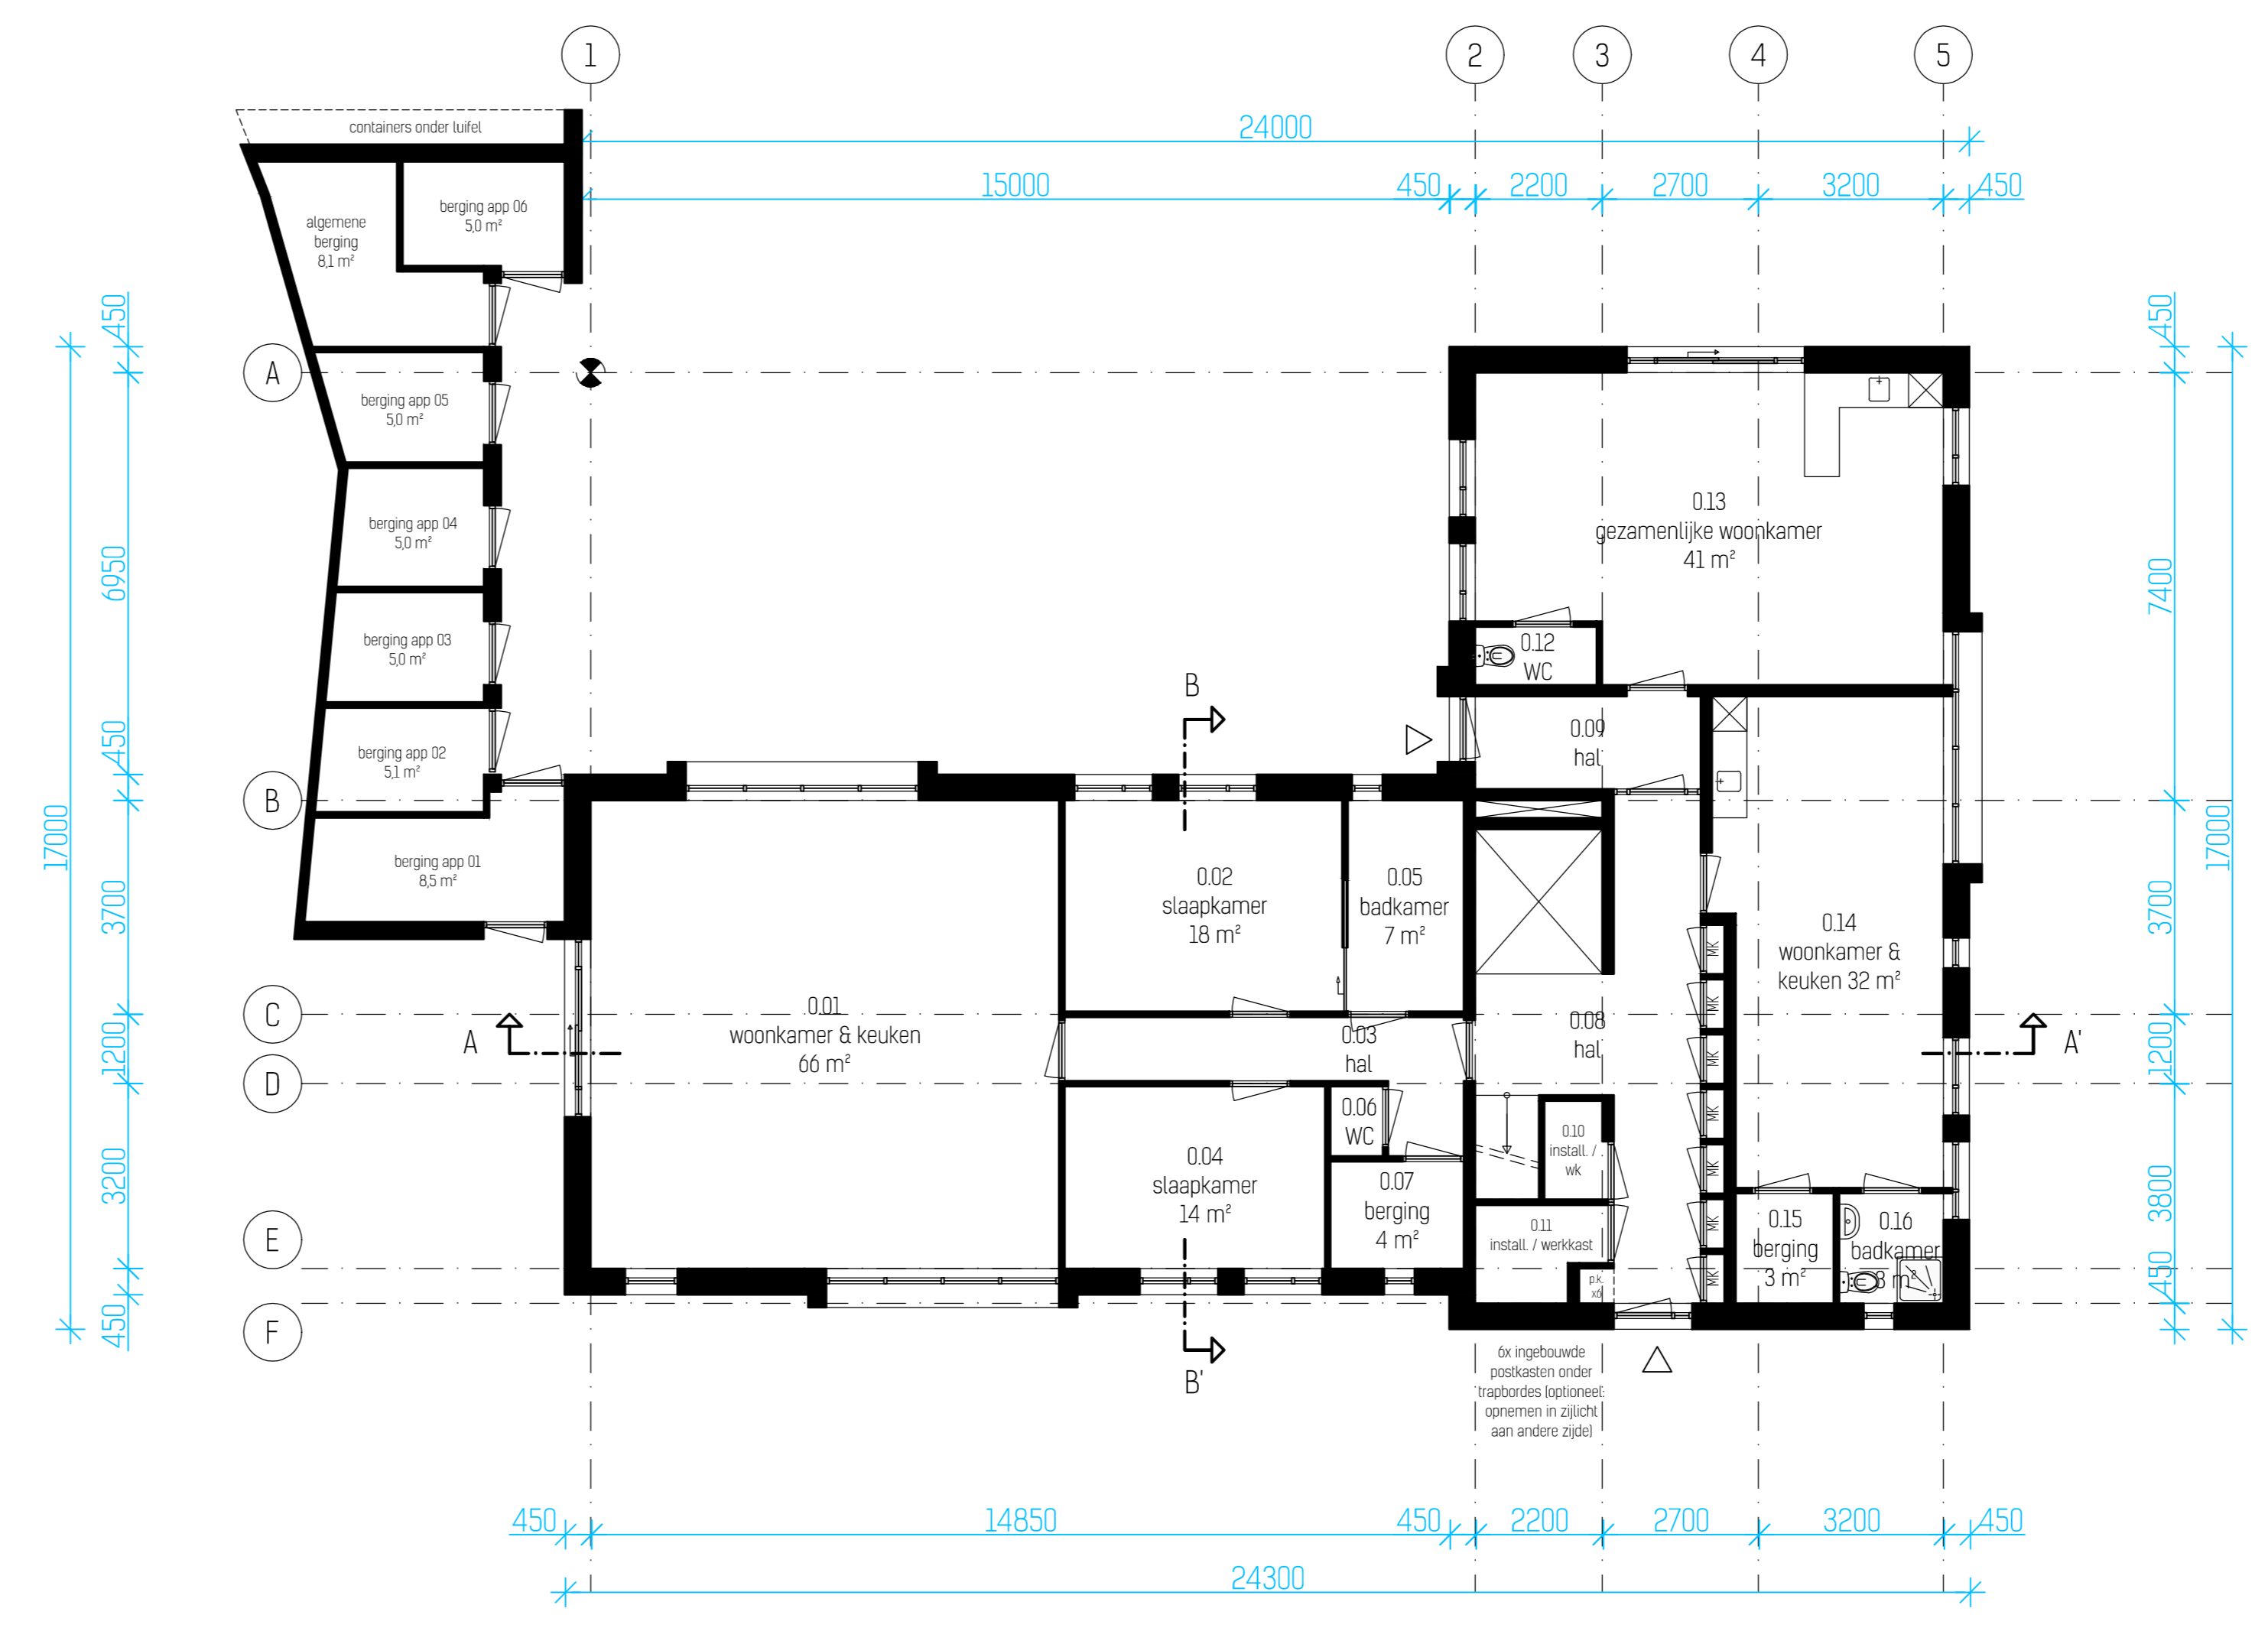 1
2
3
4
5
containers onder luifel
24000
15000
450
2200
2700
3200
450
berging app 06
5,0 m²
algemene
berging
8,1 m²
450
450
A
berging app 05
5,0 m²
0.13
gezamenlijke woonkamer
41 m²
berging app 04
5,0 m²
6950
7400
berging app 03
5,0 m²
0.12
WC
B
0.09
hal
berging app 02
5,1 m²
450
B
17000
17000
berging app 01
8,5 m²
3700
3700
0.02
slaapkamer
18 m²
0.05
badkamer
7 m²
0.14
woonkamer &
keuken 32 m²
MK
MK
MK
MK
MK
MK
MK
C
0.01
woonkamer & keuken
66 m²
0.03
hal
0.08
hal
A
A'
1200
1200
D
0.06
WC
0.10
install. /
wk
0.04
slaapkamer
14 m²
0.07
berging
4 m²
0.11
install. / werkkast
0.15
berging
3 m²
0.16
badkamer
3 m²
3200
3800
E
p.k.
x6
450
450
F
6x ingebouwde
postkasten onder
trapbordes (optioneel:
opnemen in zijlicht
aan andere zijde)
B'
450
14850
450
2200
2700
3200
450
24300